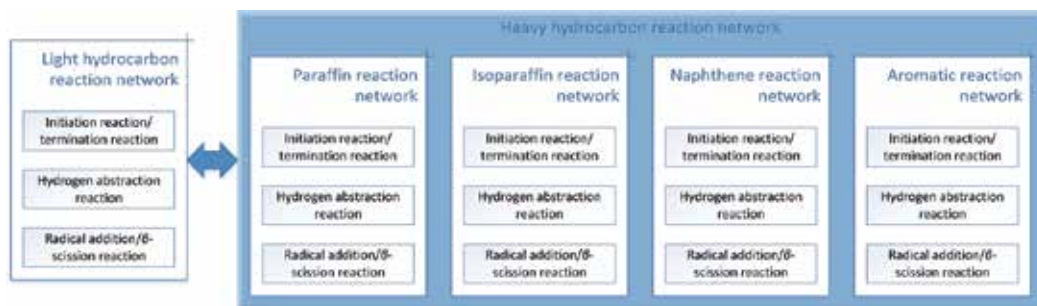 Heavy hydrocarbon reaction network
Light hydrocarbon
reaction network
Initiation reaction/
termination reaction
Hydrogen abstraction
reaction
Radical addition/β-
scission reaction
Paraffin reaction
network
Initiation reaction/
termination reaction
Hydrogen abstraction
reaction
Radical addition/β-
scission reaction
Isoparaffin reaction
network
Initiation reaction/
termination reaction
Hydrogen abstraction
reaction
Radical addition/β-
scission reaction
Naphthene reaction
network
Initiation reaction/
termination reaction
Hydrogen abstraction
reaction
Radical addition/β-
scission reaction
Aromatic reaction
network
Initiation reaction/
termination reaction
Hydrogen abstraction
reaction
Radical addition/β-
scission reaction